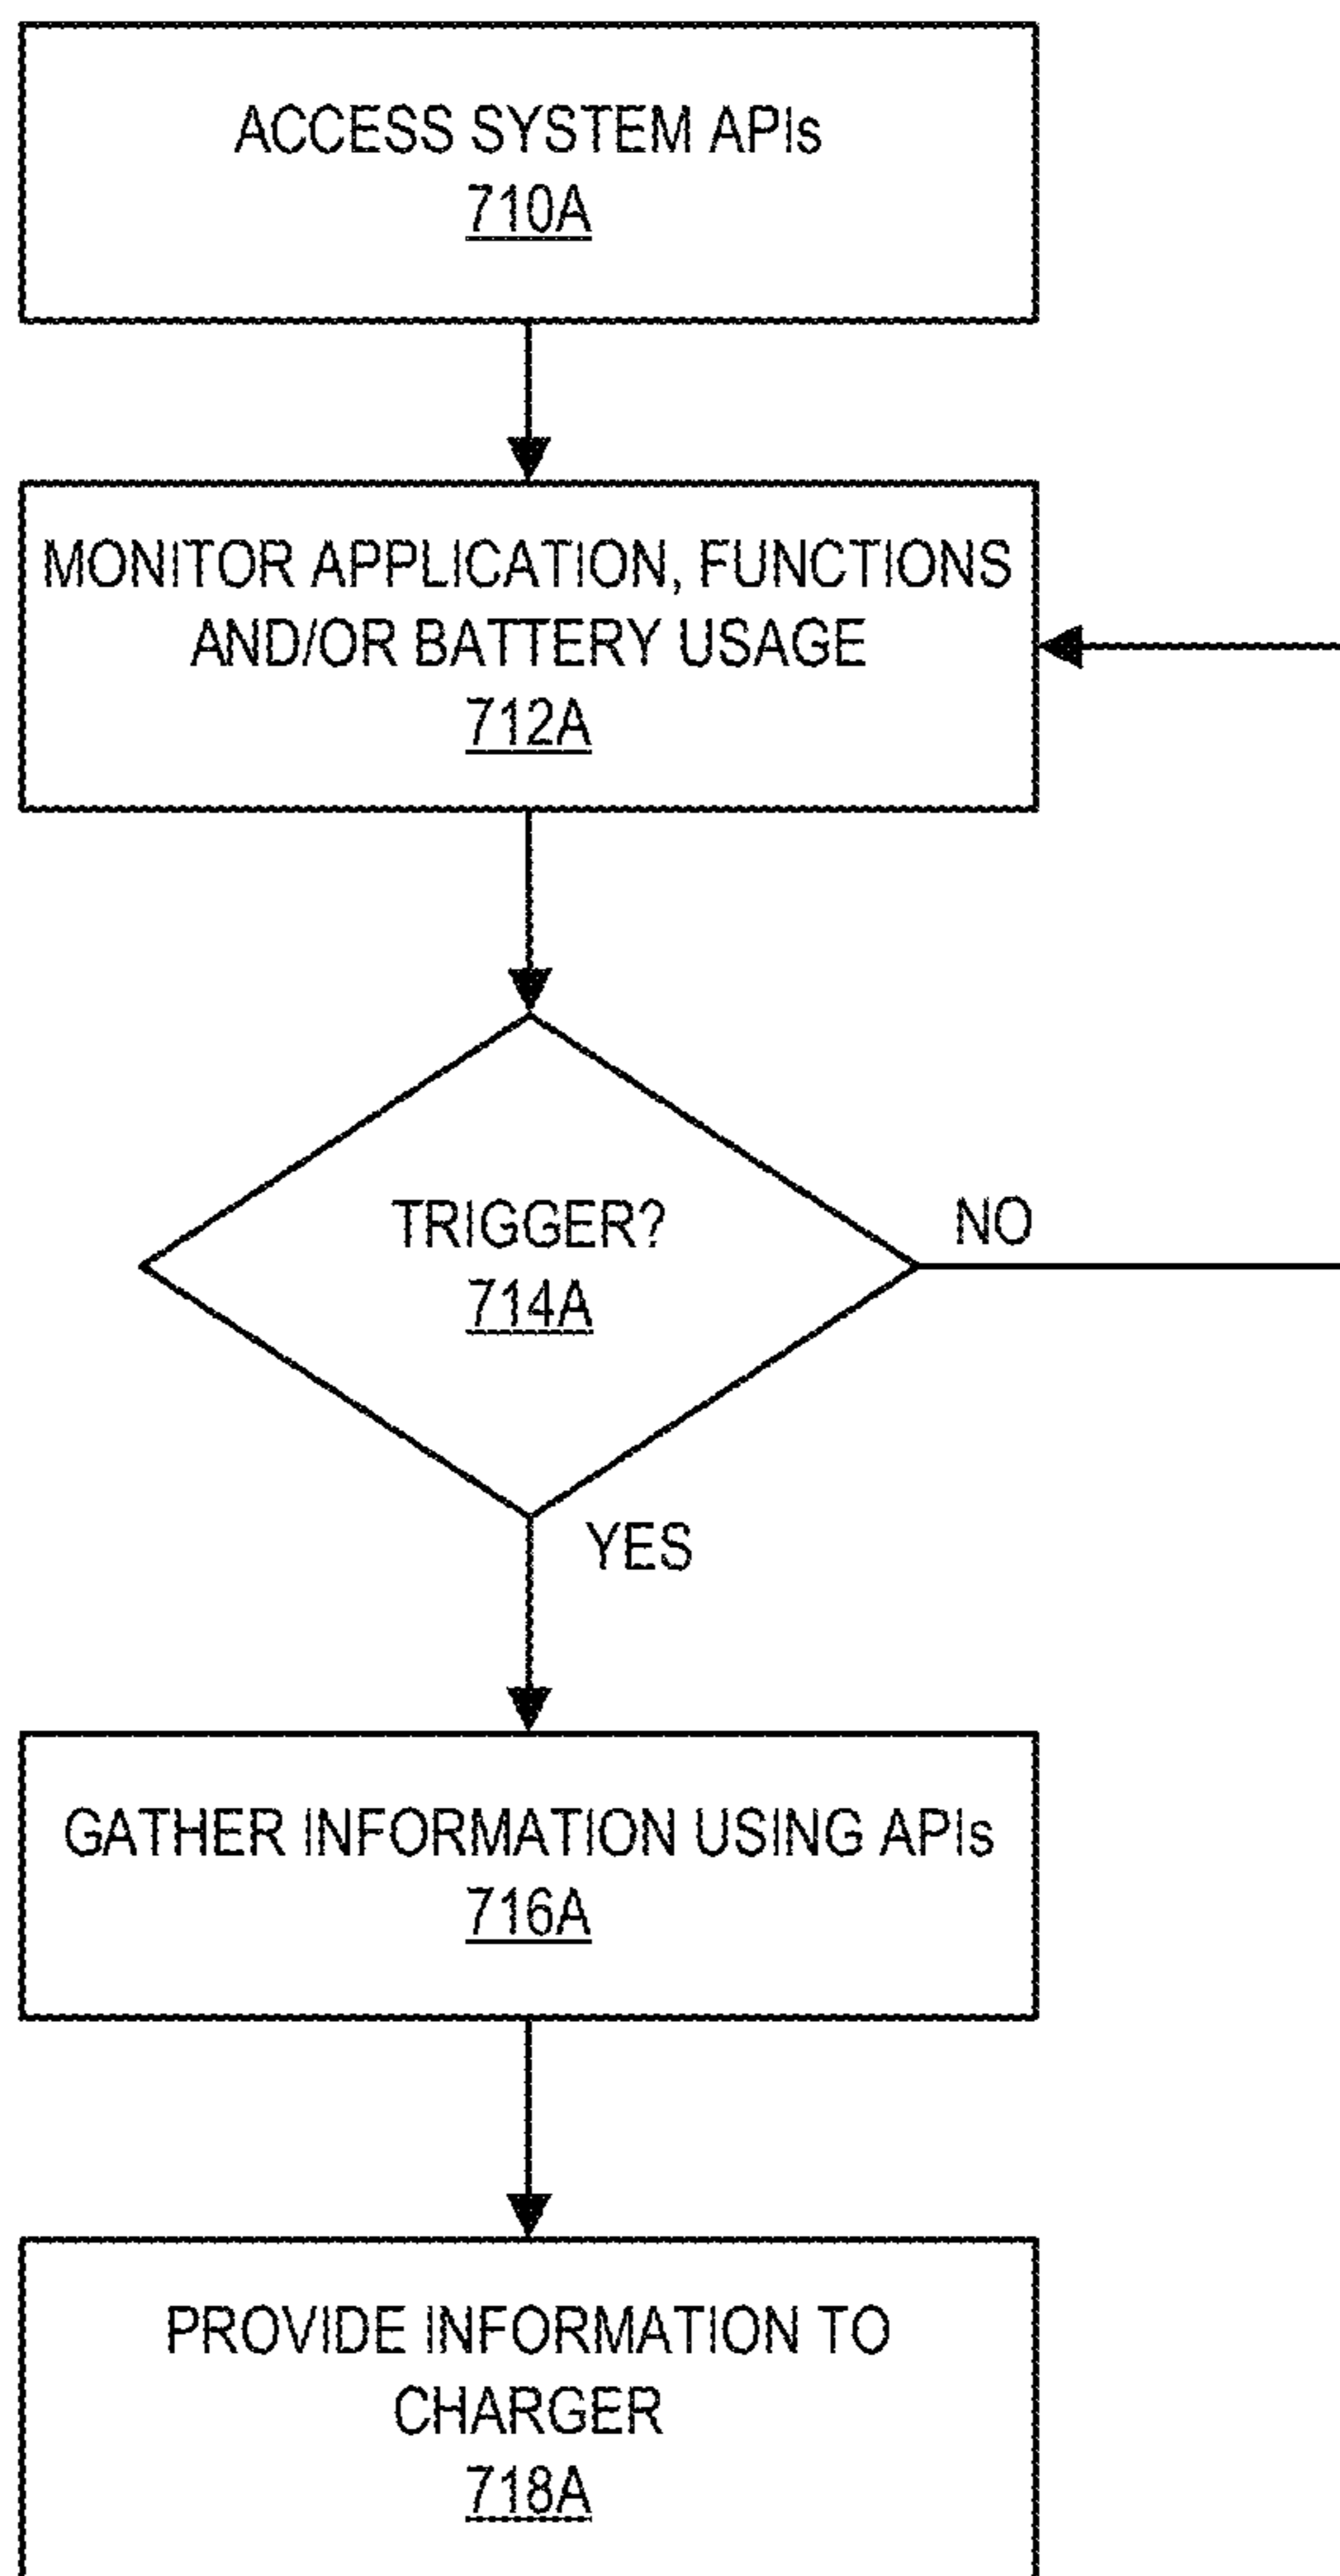 ACCESS SYSTEM APIs
710A
MONITOR APPLICATION, FUNCTIONS
AND/OR BATTERY USAGE
712A
TRIGGER?
714A
NO
YES
GATHER INFORMATION USING APIs
716A
PROVIDE INFORMATION TO
CHARGER
718A